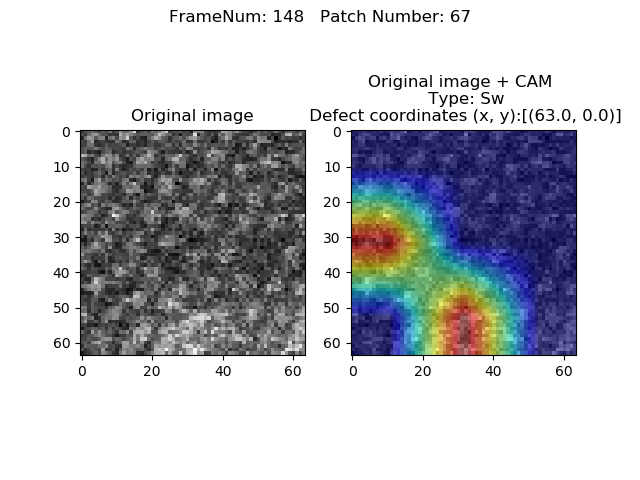 FrameNum: 148   Patch Number: 67
Original image
Original image + CAM
Type: Sw
Defect coordinates (x, y):[(63.0, 0.0)]
0
10
20
30
40
50
60
0 20 40 60
0
10
20
30
40
50
60
0 20 40 60